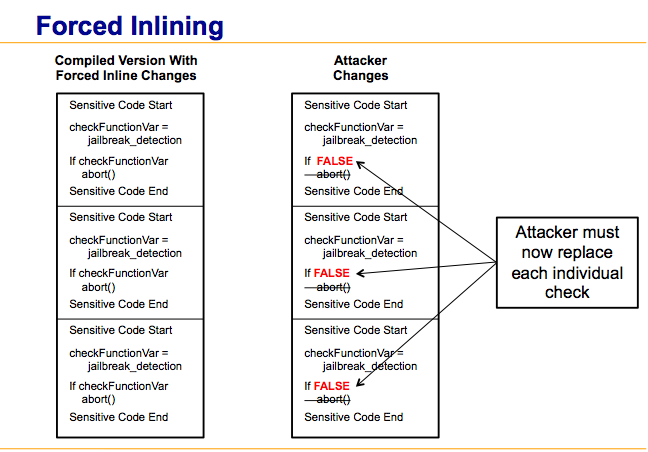 Forced Inlining
Compiled Version With
Forced Inline Changes
Sensitive Code Start
checkFunctionVar =
jailbreak_detection
If checkFunctionVar
abort()
Sensitive Code End
Sensitive Code Start
checkFunctionVar =
jailbreak_detection
If checkFunctionVar
abort()
Sensitive Code End
Sensitive Code Start
checkFunctionVar =
jailbreak_detection
If checkFunctionVar
abort()
Sensitive Code End
Attacker
Changes
Sensitive Code Start
checkFunctionVar =
jailbreak_detection
If FALSE
abort()
Sensitive Code End
Sensitive Code Start
checkFunctionVar =
jailbreak_detection
If FALSE
abort()
Sensitive Code End
Sensitive Code Start
checkFunctionVar =
jailbreak_detection
If FALSE
abort()
Sensitive Code End
Attacker must
now replace
each individual
check